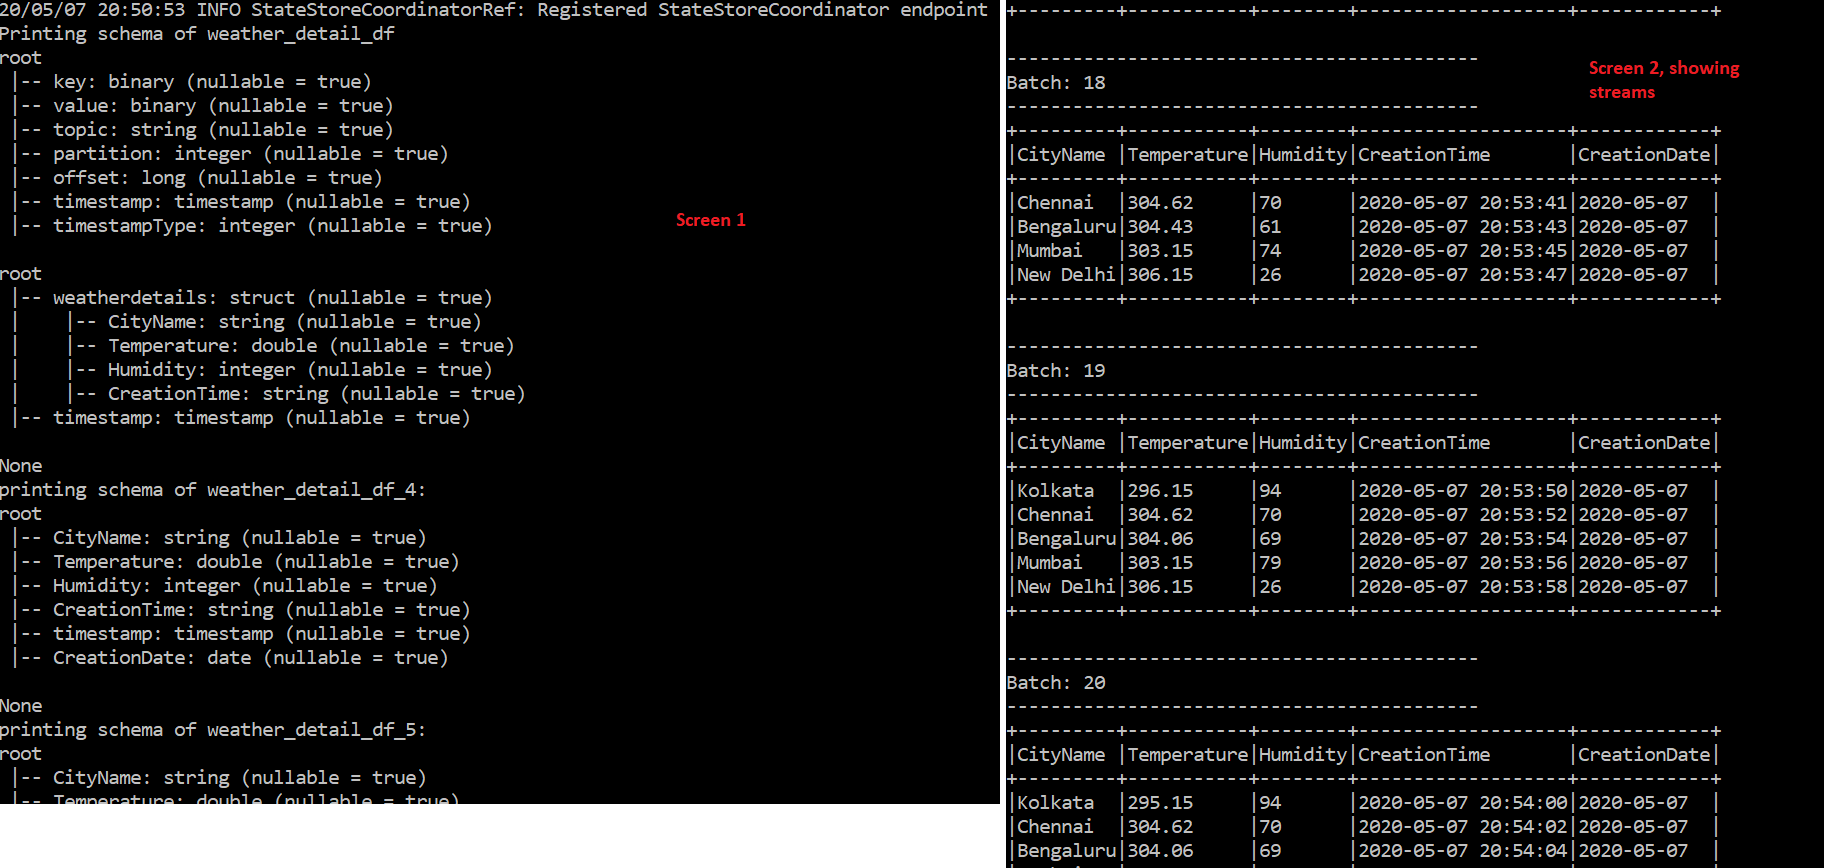 20/05/07 20:50:53 INFO StateStoreCoordinatorRef: Registered StateStoreCoordinator endpoint
Printing schema of weather_detail_df
root
 |-- key: binary (nullable = true)
 |-- value: binary (nullable = true)
 |-- topic: string (nullable = true)
 |-- partition: integer (nullable = true)
 |-- offset: long (nullable = true)
 |-- timestamp: timestamp (nullable = true)
 |-- timestampType: integer (nullable = true)
Screen 1
root
 |-- weatherdetails: struct (nullable = true)
 |    |-- CityName: string (nullable = true)
 |    |-- Temperature: double (nullable = true)
 |    |-- Humidity: integer (nullable = true)
 |    |-- CreationTime: string (nullable = true)
 |-- timestamp: timestamp (nullable = true)
None
printing schema of weather_detail_df_4:
root
 |-- CityName: string (nullable = true)
 |-- Temperature: double (nullable = true)
 |-- Humidity: integer (nullable = true)
 |-- CreationTime: string (nullable = true)
 |-- timestamp: timestamp (nullable = true)
 |-- CreationDate: date (nullable = true)
None
printing schema of weather_detail_df_5:
root
 |-- CityName: string (nullable = true)
 |-- Temperature: double (nullable = true)
+---------+-----------+--------+-------------------+------------+
-------------------------------------------
Batch: 18
-------------------------------------------
Screen 2, showing
streams
+---------+-----------+--------+-------------------+------------+
|CityName |Temperature|Humidity|CreationTime       |CreationDate|
+---------+-----------+--------+-------------------+------------+
|Chennai  |304.62     |70      |2020-05-07 20:53:41|2020-05-07  |
|Bengaluru|304.43     |61      |2020-05-07 20:53:43|2020-05-07  |
|Mumbai   |303.15     |74      |2020-05-07 20:53:45|2020-05-07  |
|New Delhi|306.15     |26      |2020-05-07 20:53:47|2020-05-07  |
+---------+-----------+--------+-------------------+------------+
-------------------------------------------
Batch: 19
-------------------------------------------
+---------+-----------+--------+-------------------+------------+
|CityName |Temperature|Humidity|CreationTime       |CreationDate|
+---------+-----------+--------+-------------------+------------+
|Kolkata  |296.15     |94      |2020-05-07 20:53:50|2020-05-07  |
|Chennai  |304.62     |70      |2020-05-07 20:53:52|2020-05-07  |
|Bengaluru|304.06     |69      |2020-05-07 20:53:54|2020-05-07  |
|Mumbai   |303.15     |79      |2020-05-07 20:53:56|2020-05-07  |
|New Delhi|306.15     |26      |2020-05-07 20:53:58|2020-05-07  |
+---------+-----------+--------+-------------------+------------+
-------------------------------------------
Batch: 20
-------------------------------------------
+---------+-----------+--------+-------------------+------------+
|CityName |Temperature|Humidity|CreationTime       |CreationDate|
+---------+-----------+--------+-------------------+------------+
|Kolkata  |295.15     |94      |2020-05-07 20:54:00|2020-05-07  |
|Chennai  |304.62     |70      |2020-05-07 20:54:02|2020-05-07  |
|Bengaluru|304.06     |69      |2020-05-07 20:54:04|2020-05-07  |